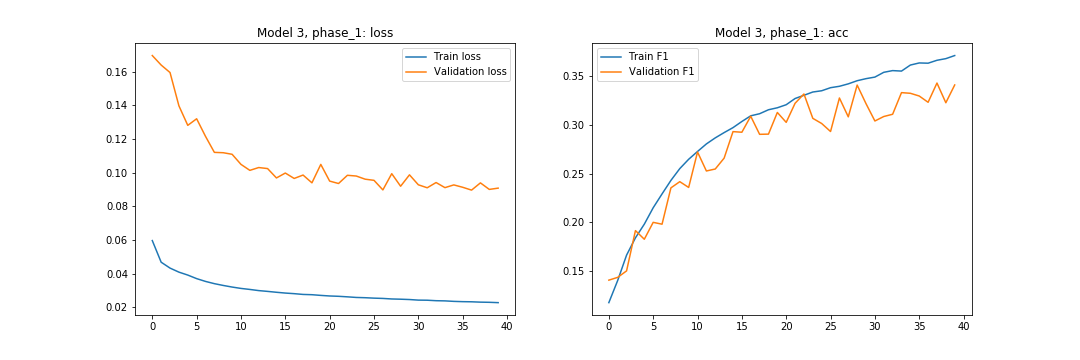 Model 3, phase_1: loss
Train loss
Validation loss
0.16
0.14
0.12
0.10
0.08
0.06
0.04
0.02
0 5 10 15 20 25 30 35 40
Model 3, phase_1: acc
Train F1
Validation F1
0.35
0.30
0.25
0.20
0.15
0 5 10 15 20 25 30 35 40